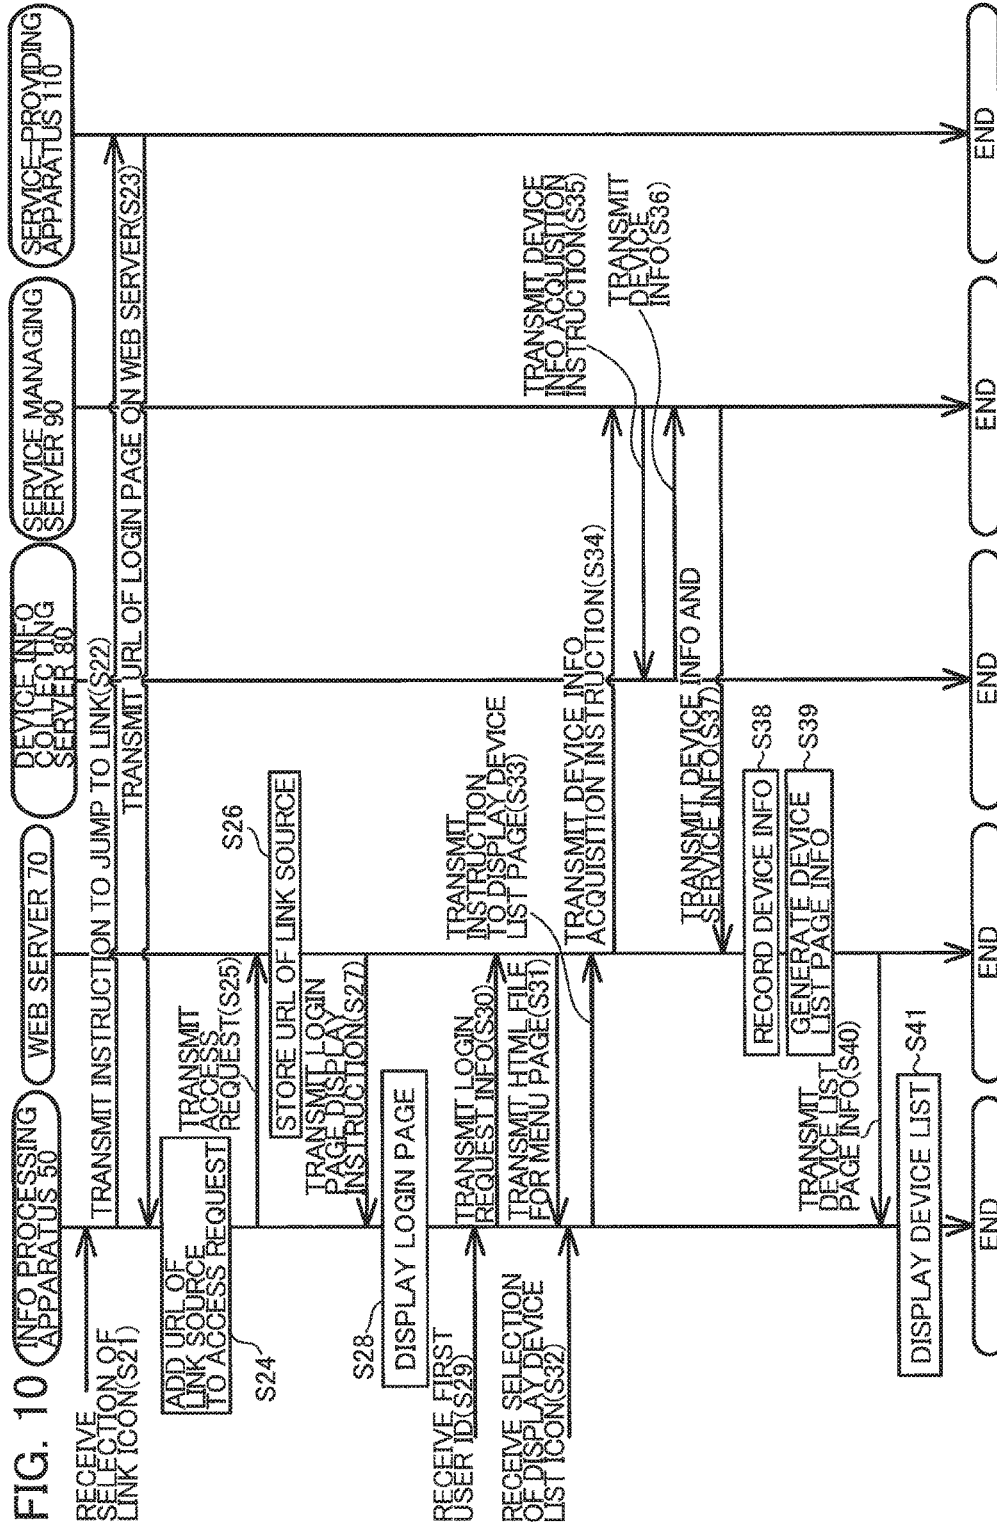 FIG. 10
INFO PROCESSING
APPARATUS 50
WEB SERVER 70
DEVICE INFO
COLLECTING
SERVER 80
SERVICE MANAGING
SERVER 90
SERVICE-PROVIDING
APPARATUS 110
RECEIVE
SELECTION OF
LINK ICON(S21)
TRANSMIT INSTRUCTION TO JUMP TO LINK(S22)
TRANSMIT URL OF LOGIN PAGE ON WEB SERVER(S23)
ADD URL OF
LINK SOURCE
TO ACCESS REQUEST
S24
TRANSMIT
ACCESS
REQUEST(S25)
S26
STORE URL OF LINK SOURCE
TRANSMIT LOGIN
PAGE DISPLAY
INSTRUCTION(S27)
S28
DISPLAY LOGIN PAGE
RECEIVE FIRST
USER ID(S29)
TRANSMIT LOGIN
REQUEST INFO(S30)
TRANSMIT HTML FILE
FOR MENU PAGE(S31)
RECEIVE SELECTION
OF DISPLAY DEVICE
LIST ICON(S32)
TRANSMIT
INSTRUCTION
TO DISPLAY DEVICE
LIST PAGE(S33)
TRANSMIT DEVICE INFO
ACQUISITION INSTRUCTION(S34)
TRANSMIT DEVICE
INFO ACQUISITION
INSTRUCTION(S35)
TRANSMIT
DEVICE
INFO(S36)
TRANSMIT DEVICE INFO AND
SERVICE INFO(S37)
RECORD DEVICE INFO
S38
GENERATE DEVICE
LIST PAGE INFO
S39
TRANSMIT
DEVICE LIST
PAGE INFO(S40)
DISPLAY DEVICE LIST
S41
END
END
END
END
END